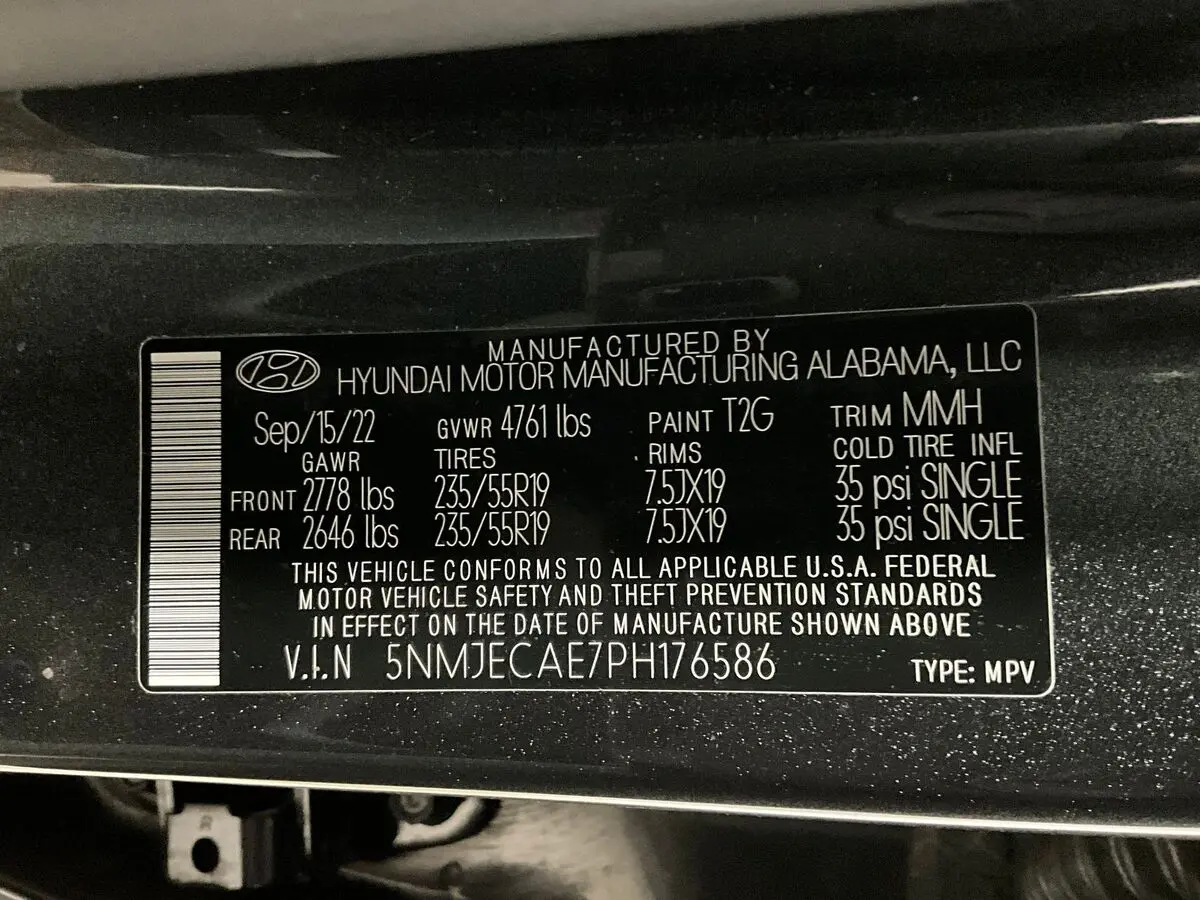 MANUFACTURED BY
HYUNDAI MOTOR MANUFACTURING ALABAMA, LLC
Sep/15/22 GVWR 4761 lbs PAINT T2G TRIM MMH
GAWR TIRES RIMS COLD TIRE INFL
FRONT 2778 lbs 235/55R19 7.5JX19 35 psi SINGLE
REAR 2646 lbs 235/55R19 7.5JX19 35 psi SINGLE
THIS VEHICLE CONFORMS TO ALL APPLICABLE U.S.A. FEDERAL
MOTOR VEHICLE SAFETY AND THEFT PREVENTION STANDARDS
IN EFFECT ON THE DATE OF MANUFACTURE SHOWN ABOVE
V.I.N 5NMJECAE7PH176586 TYPE: MPV
R